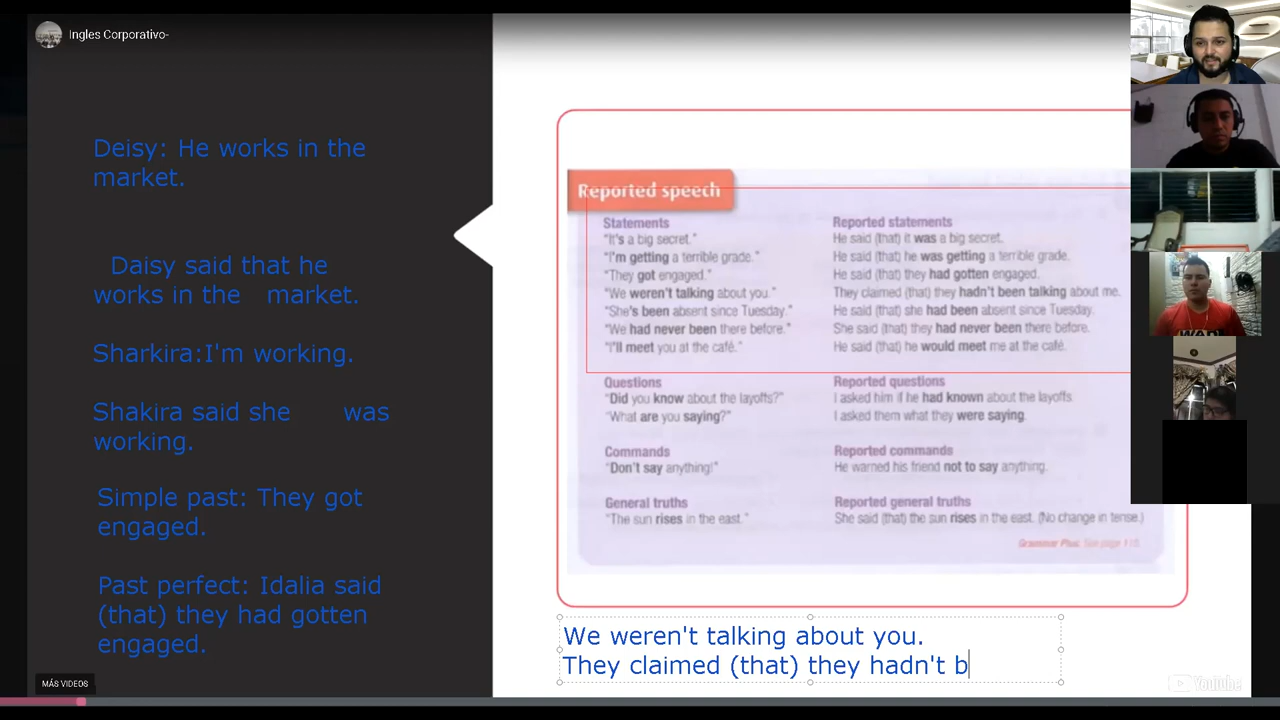 Ingles Corporativo-
Deisy: He works in the
market.
Daisy said that he
works in the market.
Sharkira:I'm working.
Shakira said she was
working.
Simple past: They got
engaged.
Past perfect: Idalia said
(that) they had gotten
engaged.
MÁS VIDEOS
Reported speech
Statements
"It's a big secret."
"I'm getting a terrible grade."
"They got engaged."
"We weren't talking about you."
"She's been absent since Tuesday."
"We had never been there before."
"I'll meet you at the café."
Reported statements
He said (that) it was a big secret.
He said (that) he was getting a terrible grade.
He said (that) they had gotten engaged.
They claimed (that) they hadn't been talking about me.
He said (that) she had been absent since Tuesday.
She said (that) they had never been there before.
He said (that) he would meet me at the café.
Questions
"Did you know about the layoffs?"
"What are you saying?"
Reported questions
I asked him if he had known about the layoffs.
I asked them what they were saying.
Commands
"Don't say anything!"
Reported commands
He warned his friend not to say anything.
General truths
"The sun rises in the east."
Reported general truths
She said (that) the sun rises in the east. (No change in tense.)
Grammar Plus: See page 115.
We weren't talking about you.
They claimed (that) they hadn't b
YouTube